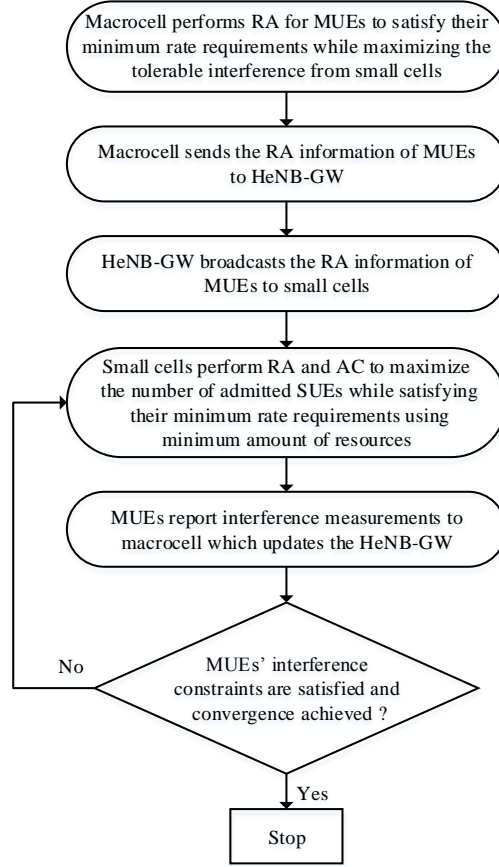 Macrocell performs RA for MUEs to satisfy their
minimum rate requirements while maximizing the
tolerable interference from small cells
Macrocell sends the RA information of MUEs
to HeNB-GW
HeNB-GW broadcasts the RA information of
MUEs to small cells
Small cells perform RA and AC to maximize
the number of admitted SUEs while satisfying
their minimum rate requirements using
minimum amount of resources
MUEs report interference measurements to
macrocell which updates the HeNB-GW
No
MUEs’ interference
constraints are satisfied and
convergence achieved ?
Yes
Stop